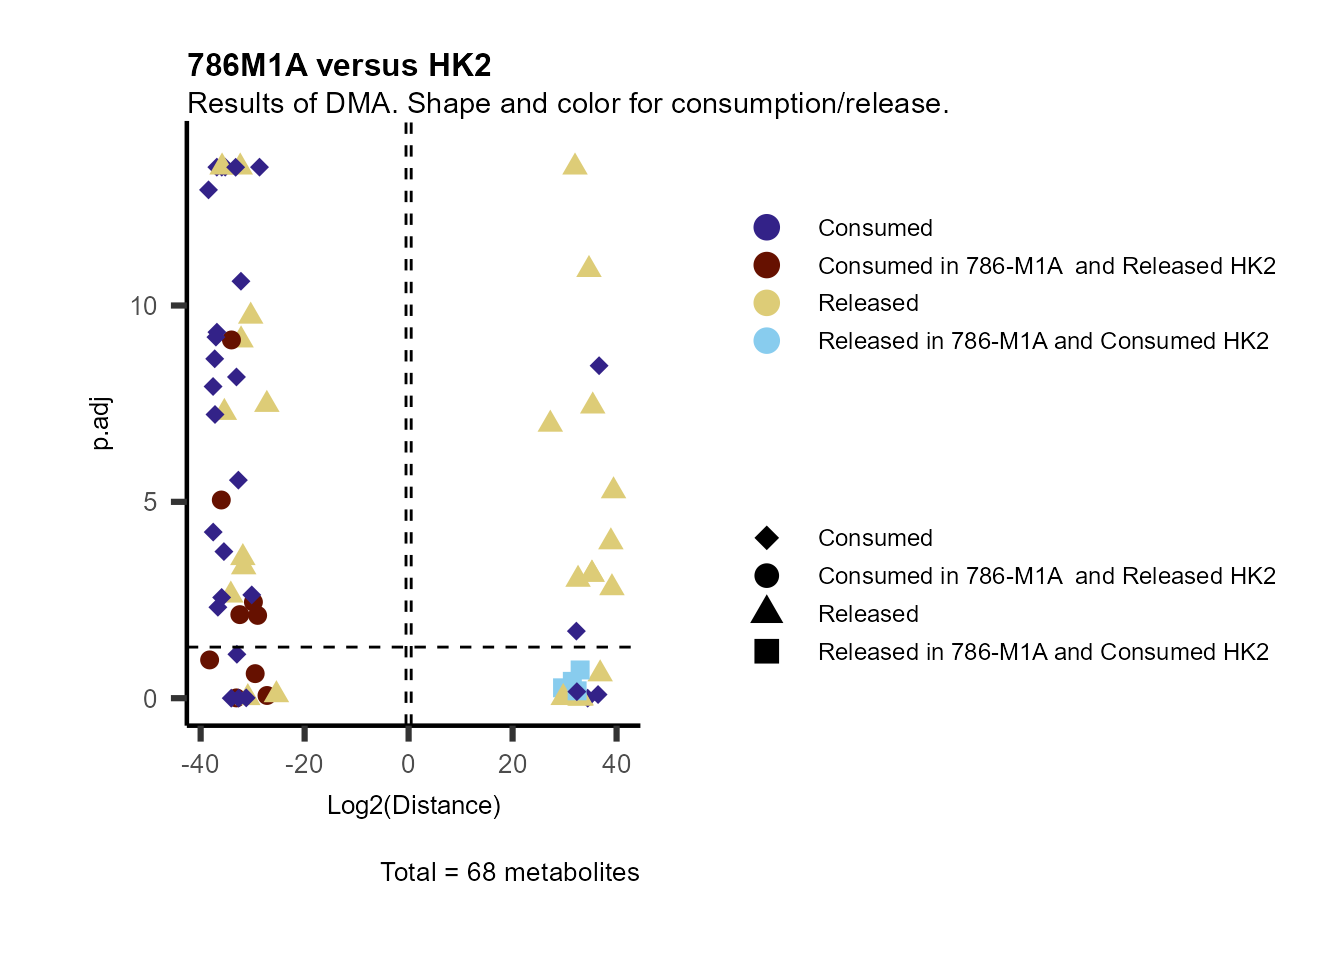 786M1A versus HK2
Results of DMA. Shape and color for consumption/release.
p.adj
10
5
0
-40 -20 0 20 40
Log2(Distance)
Total = 68 metabolites
Consumed
Consumed in 786-M1A  and Released HK2
Released
Released in 786-M1A and Consumed HK2
Consumed
Consumed in 786-M1A  and Released HK2
Released
Released in 786-M1A and Consumed HK2